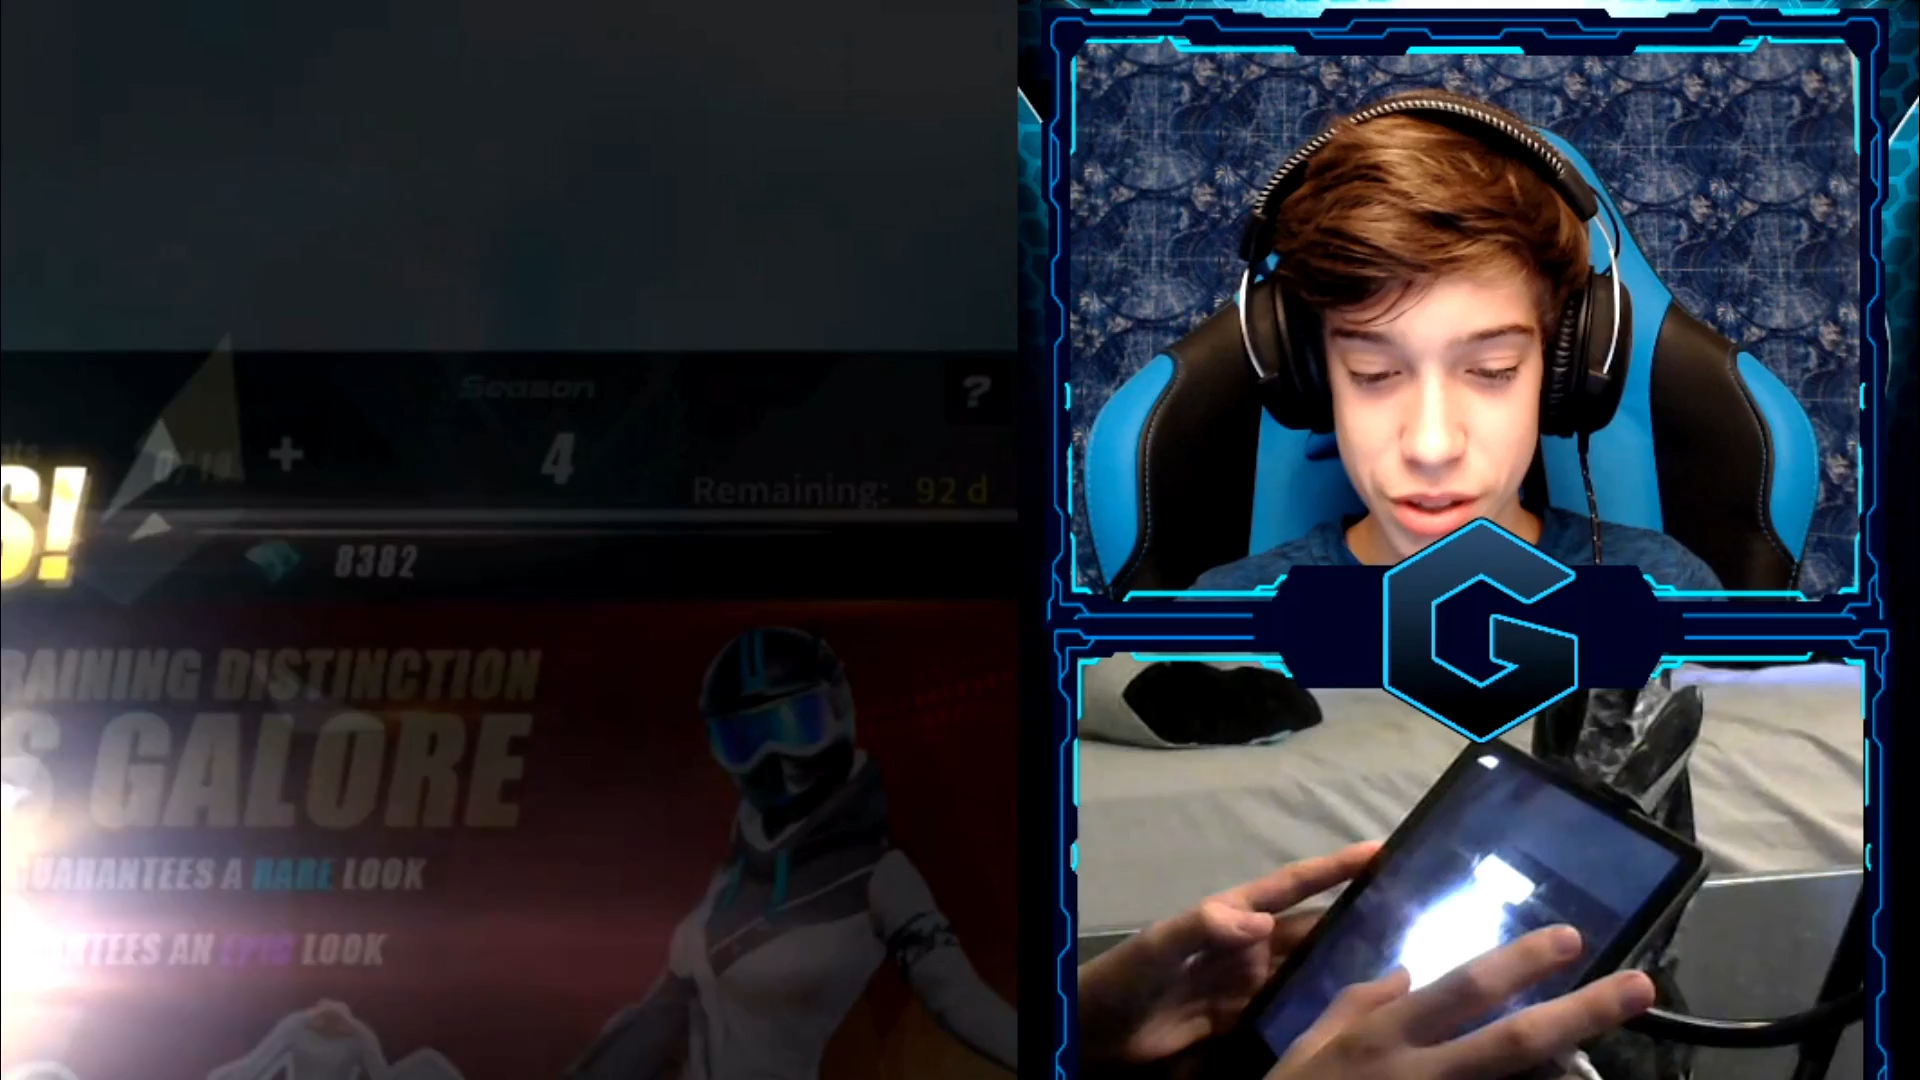 Season
?
+
4
S!
Remaining: 92 d
8382
RAINING DISTINCTION
S GALORE
UARANTEES A RARE LOOK
NTEES AN EPIC LOOK
G